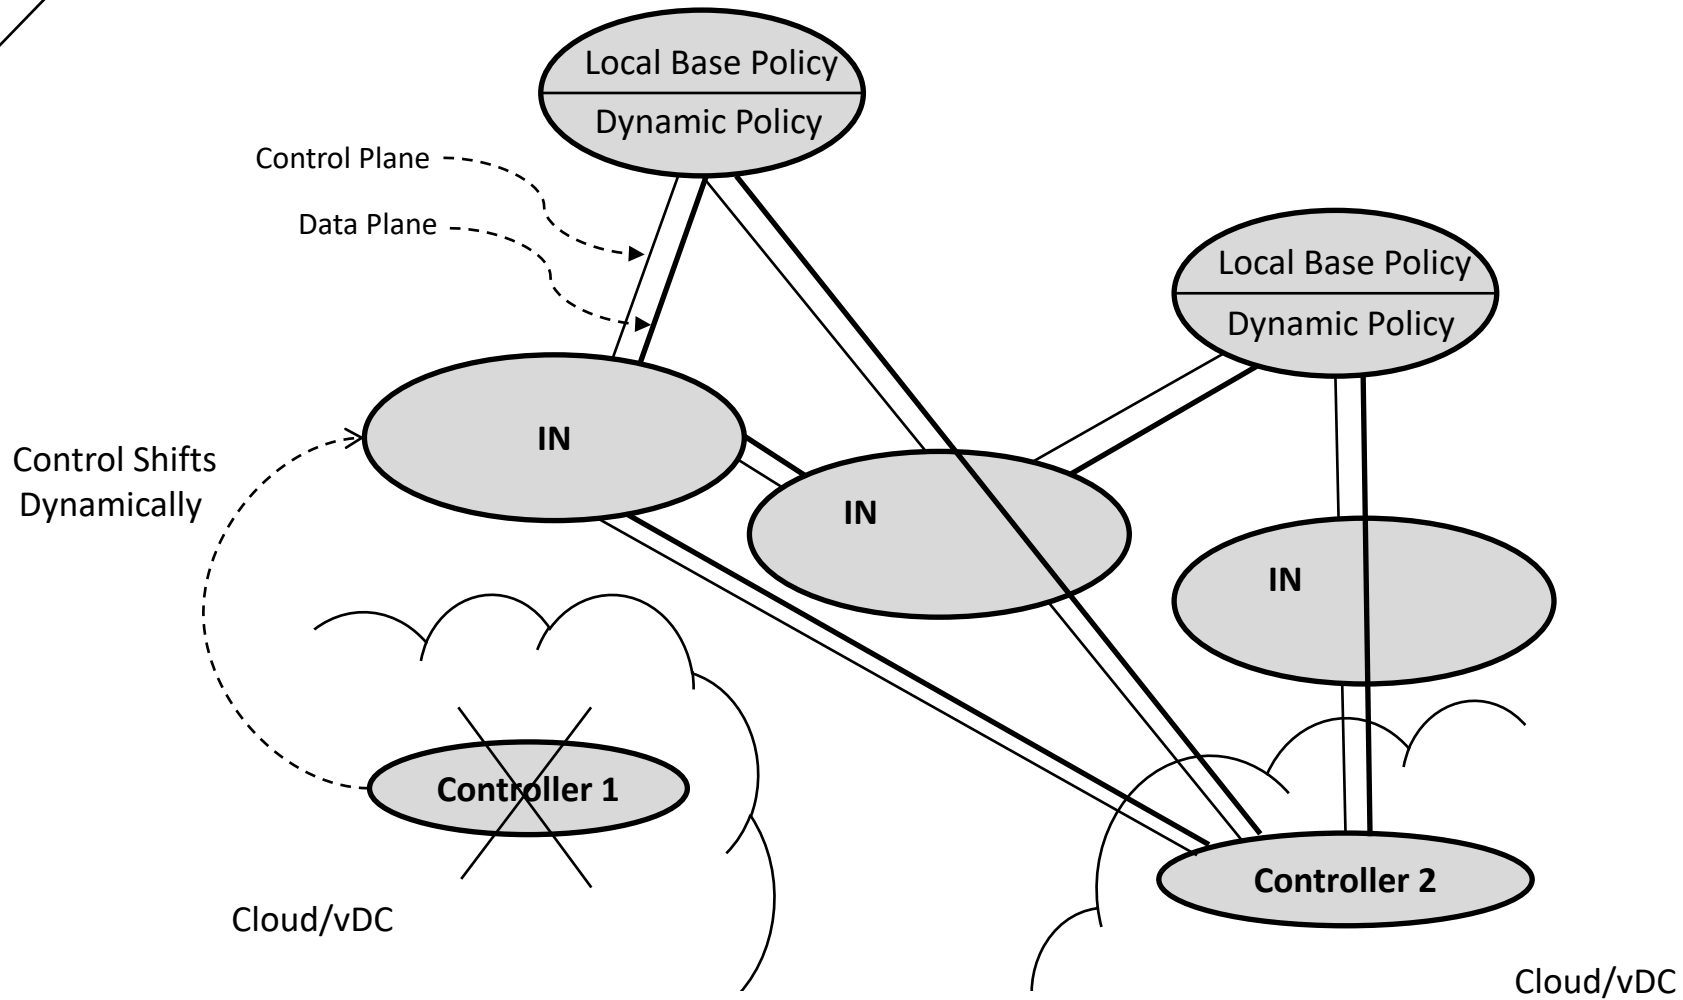 Local Base Policy
Dynamic Policy
Control Plane
Data Plane
Local Base Policy
Dynamic Policy
IN
Control Shifts
Dynamically
IN
IN
Controller 1
Controller 2
Cloud/vDC
Cloud/vDC